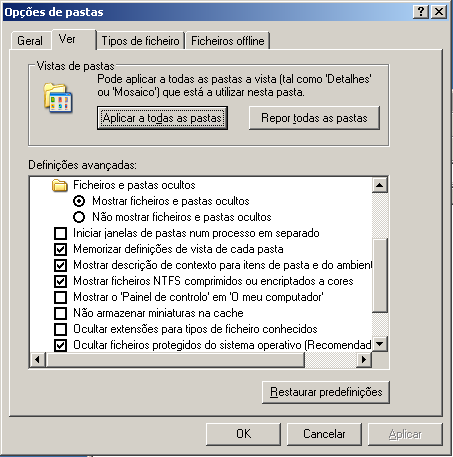 Opções de pastas
Geral
Ver
Tipos de ficheiro
Ficheiros offline
Vistas de pastas
Pode aplicar a todas as pastas a vista (tal como 'Detalhes'
ou 'Mosaico') que está a utilizar nesta pasta.
Aplicar a todas as pastas
Repor todas as pastas
Definições avançadas:
Ficheiros e pastas ocultos
Mostrar ficheiros e pastas ocultos
Não mostrar ficheiros e pastas ocultos
Iniciar janelas de pastas num processo em separado
Memorizar definições de vista de cada pasta
Mostrar descrição de contexto para itens de pasta e do ambien
Mostrar ficheiros NTFS comprimidos ou encriptados a cores
Mostrar o 'Painel de controlo' em 'O meu computador'
Não armazenar miniaturas na cache
Ocultar extensões para tipos de ficheiro conhecidos
Ocultar ficheiros protegidos do sistema operativo (Recomendad
Restaurar predefinições
OK
Cancelar
Aplicar